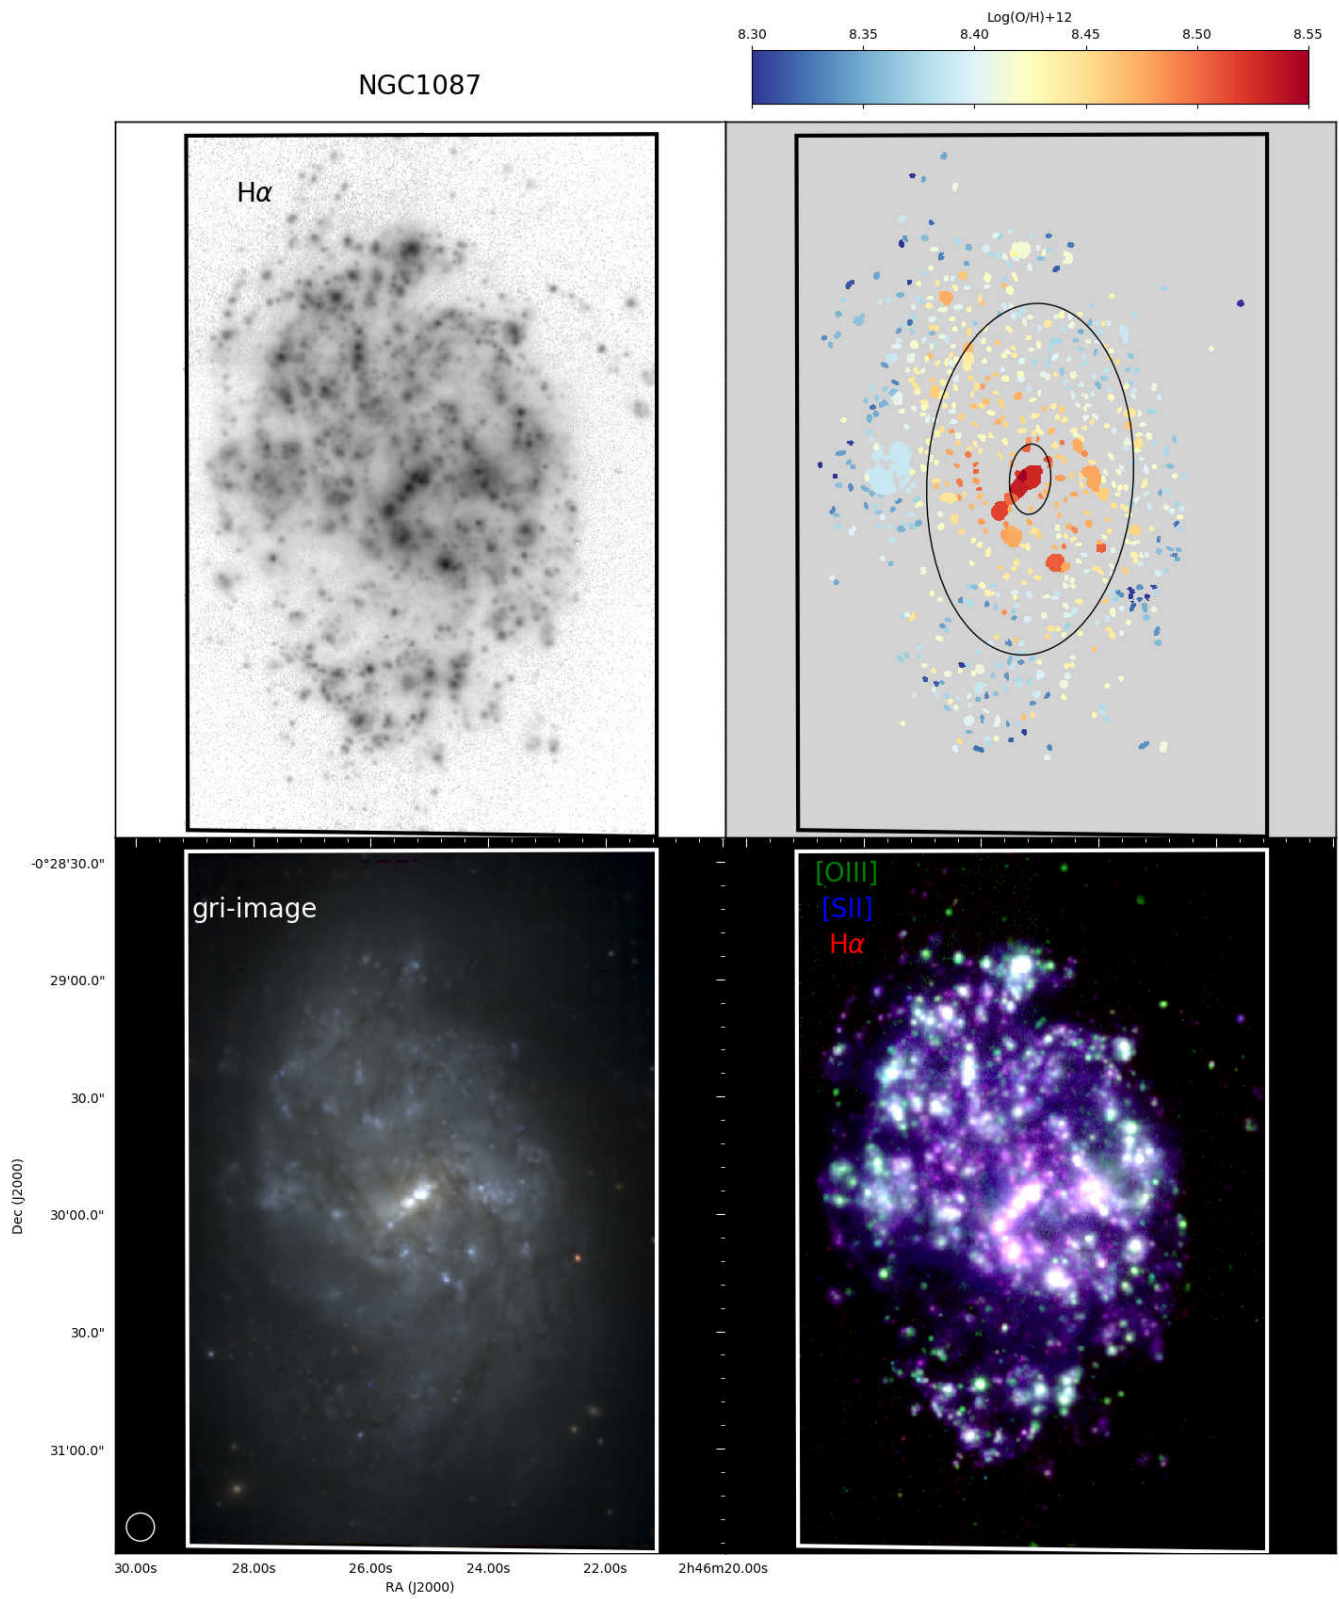 Log(O/H)+12
8.30 8.35 8.40 8.45 8.50 8.55
NGC1087
Hα
-0°28'30.0"
29'00.0"
30.0"
30'00.0"
30.0"
31'00.0"
Dec (J2000)
gri-image
[OIII]
[SII]
Hα
30.00s 28.00s 26.00s 24.00s 22.00s 2h46m20.00s
RA (J2000)